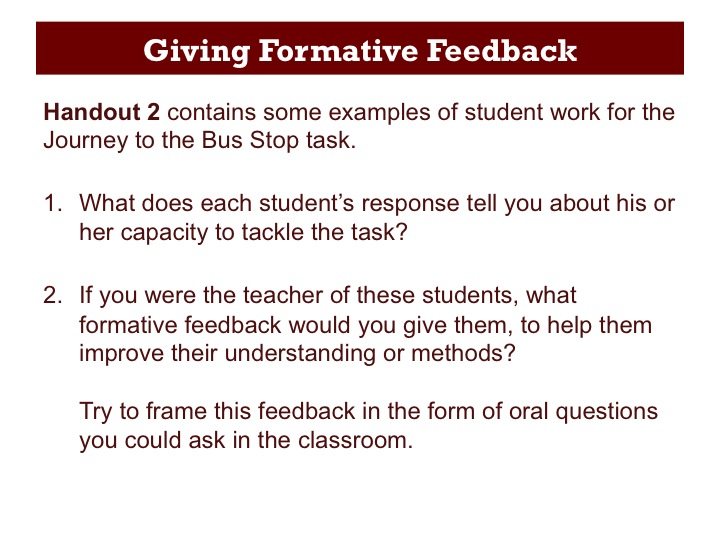 Giving Formative Feedback
Handout 2 contains some examples of student work for the
Journey to the Bus Stop task.
1. What does each student’s response tell you about his or
her capacity to tackle the task?
2. If you were the teacher of these students, what
formative feedback would you give them, to help them
improve their understanding or methods?
Try to frame this feedback in the form of oral questions
you could ask in the classroom.